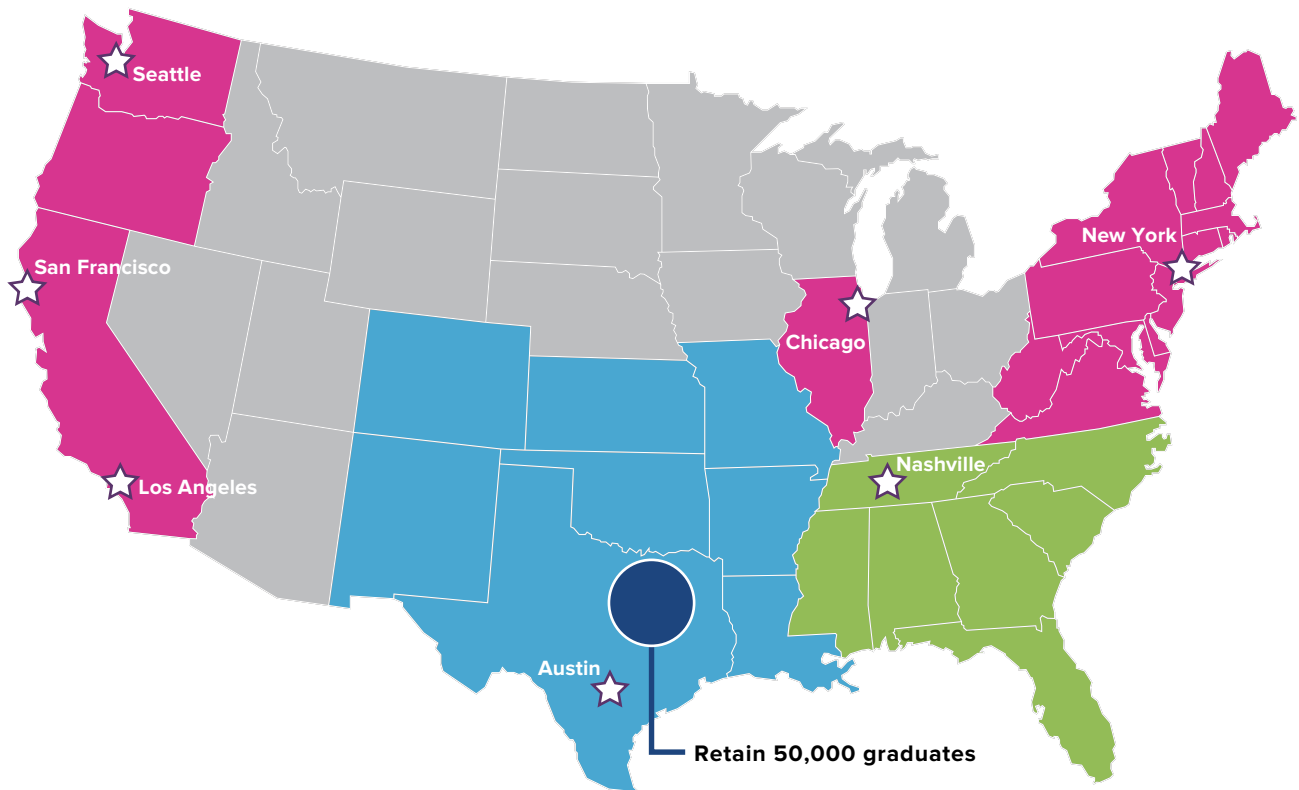 Seattle
New York
San Francisco
Chicago
Nashville
Los Angeles
Austin
Retain 50,000 graduates